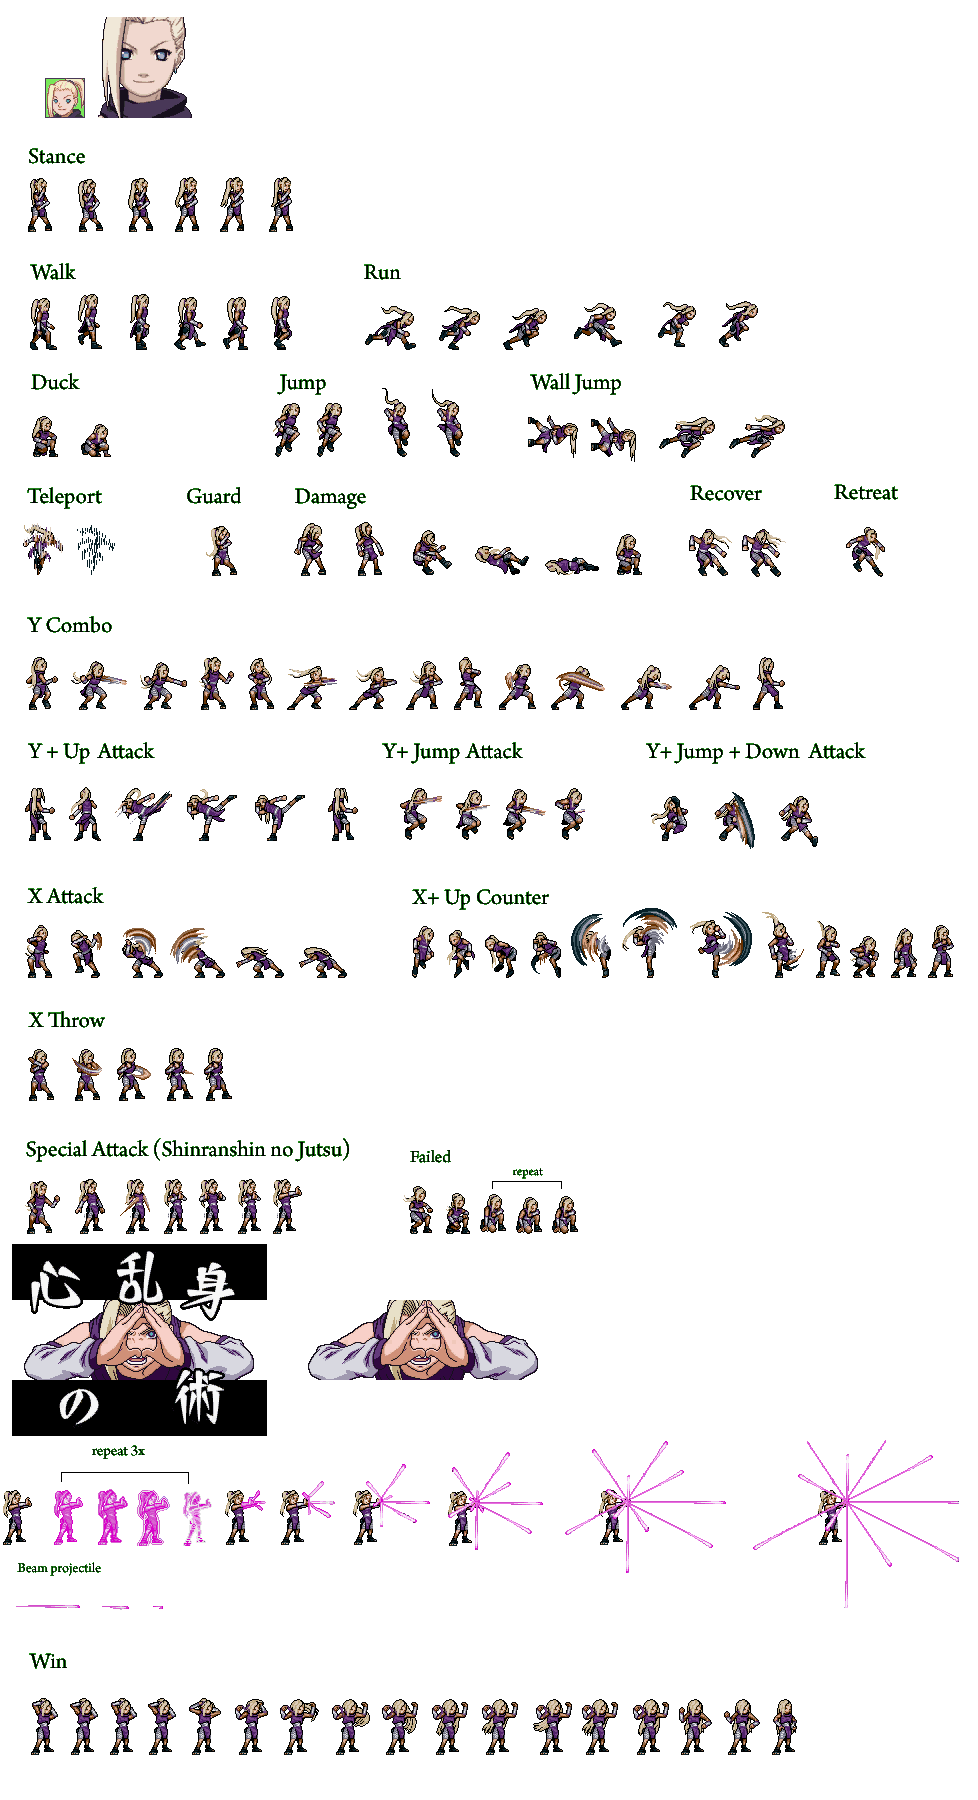 Stance
Walk
Run
Duck
Jump
Wall Jump
Teleport
Guard
Damage
Recover
Retreat
Y Combo
Y + Up Attack
Y+ Jump Attack
Y+ Jump + Down Attack
X Attack
X+ Up Counter
X Throw
Special Attack (Shinranshin no Jutsu)
Failed
repeat
心乱身
の術
repeat 3x
Beam projectile
Win